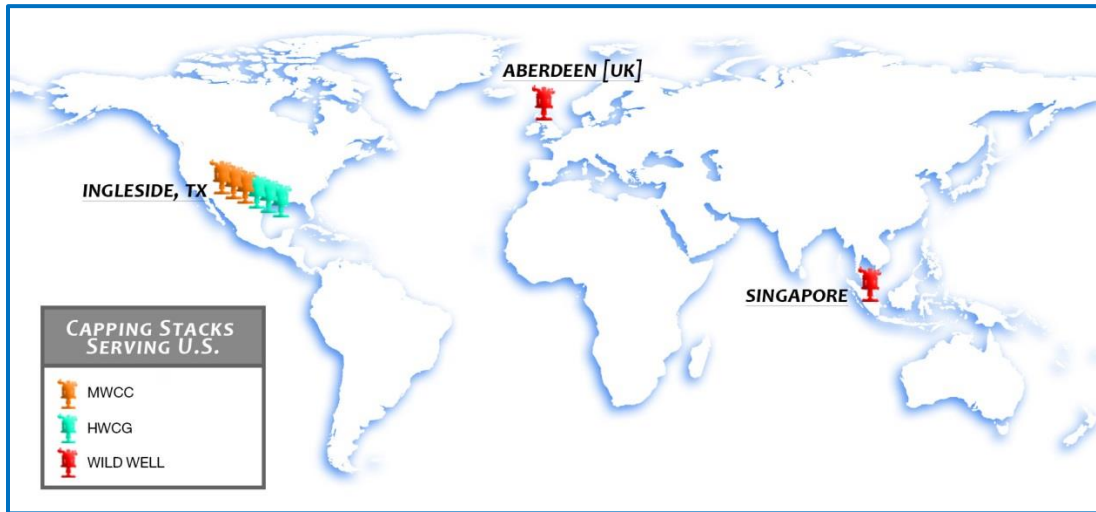 ABERDEEN [UK]
INGLESIDE, TX
SINGAPORE
CAPPING STACKS
SERVING U.S.
MWCC
HWCG
WILD WELL